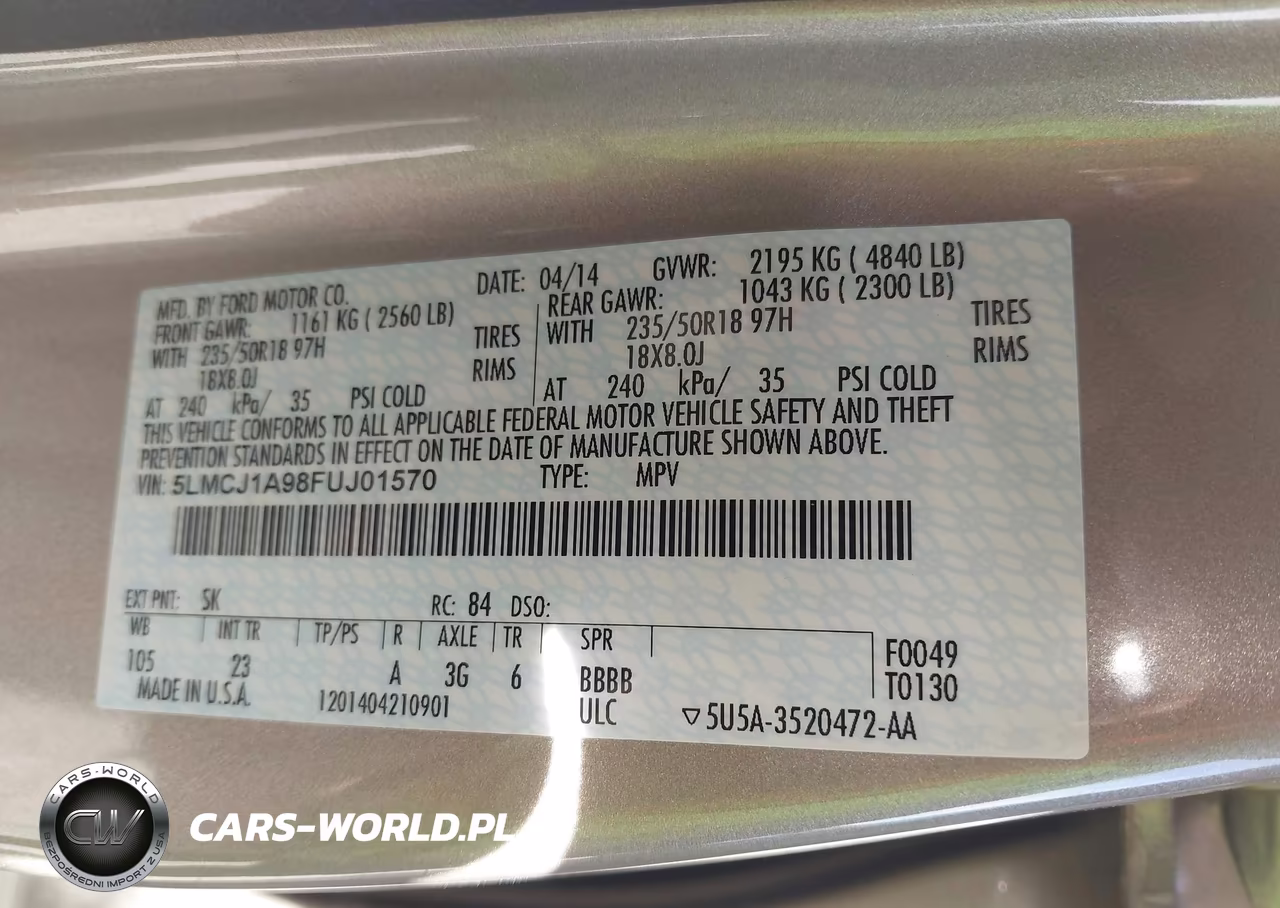 MFD. BY FORD MOTOR CO. DATE: 04/14 GVWR: 2195 KG ( 4840 LB)
FRONT GAWR: 1161 KG ( 2560 LB) REAR GAWR: 1043 KG ( 2300 LB)
WITH 235/50R18 97H TIRES WITH 235/50R18 97H TIRES
18X8.0J RIMS 18X8.0J RIMS
AT 240 kPa/ 35 PSI COLD AT 240 kPa/ 35 PSI COLD
THIS VEHICLE CONFORMS TO ALL APPLICABLE FEDERAL MOTOR VEHICLE SAFETY AND THEFT
PREVENTION STANDARDS IN EFFECT ON THE DATE OF MANUFACTURE SHOWN ABOVE.
VIN: 5LMCJ1A98FUJ01570 TYPE: MPV
EXT PNT: SK RC: 84 DSO:
WB INT TR TP/PS R AXLE TR SPR
105 23 A 3G 6 BBBB F0049
T0130
MADE IN U.S.A. 1201404210901 ULC ▽5U5A-3520472-AA
CARS-WORLD
CW
BEZPOŚREDNI IMPORT Z USA
CARS-WORLD.PL